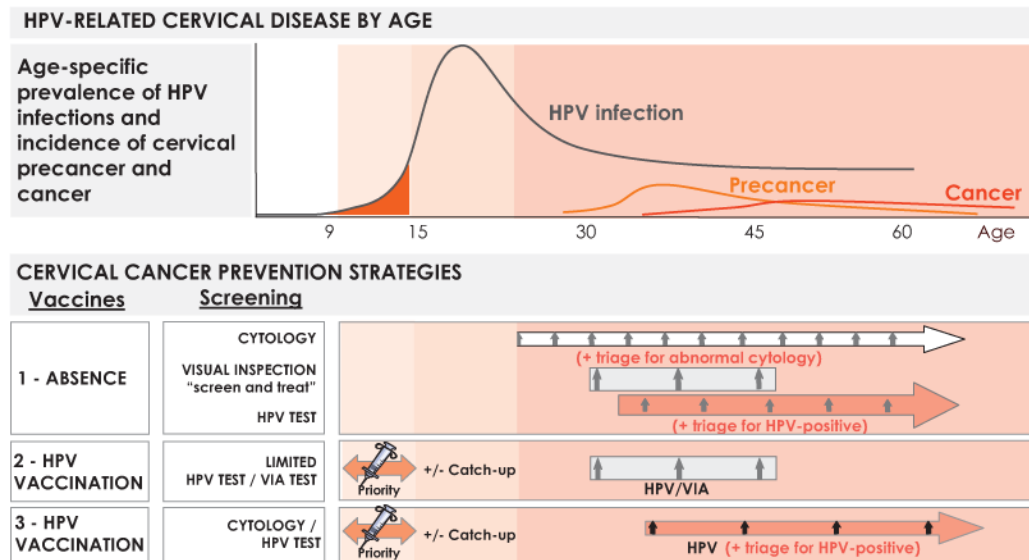 HPV-RELATED CERVICAL DISEASE BY AGE
Age-specific
prevalence of HPV
infections and
incidence of cervical
precancer and
cancer
HPV infection
Precancer
Cancer
9 15 30 45 60 Age
CERVICAL CANCER PREVENTION STRATEGIES
Vaccines Screening
1 - ABSENCE
CYTOLOGY
(+ triage for abnormal cytology)
VISUAL INSPECTION
"screen and treat"
HPV TEST
(+ triage for HPV-positive)
2 - HPV
VACCINATION
LIMITED
HPV TEST / VIA TEST
Priority
+/- Catch-up
HPV/VIA
3 - HPV
VACCINATION
CYTOLOGY /
HPV TEST
Priority
+/- Catch-up
HPV (+ triage for HPV-positive)